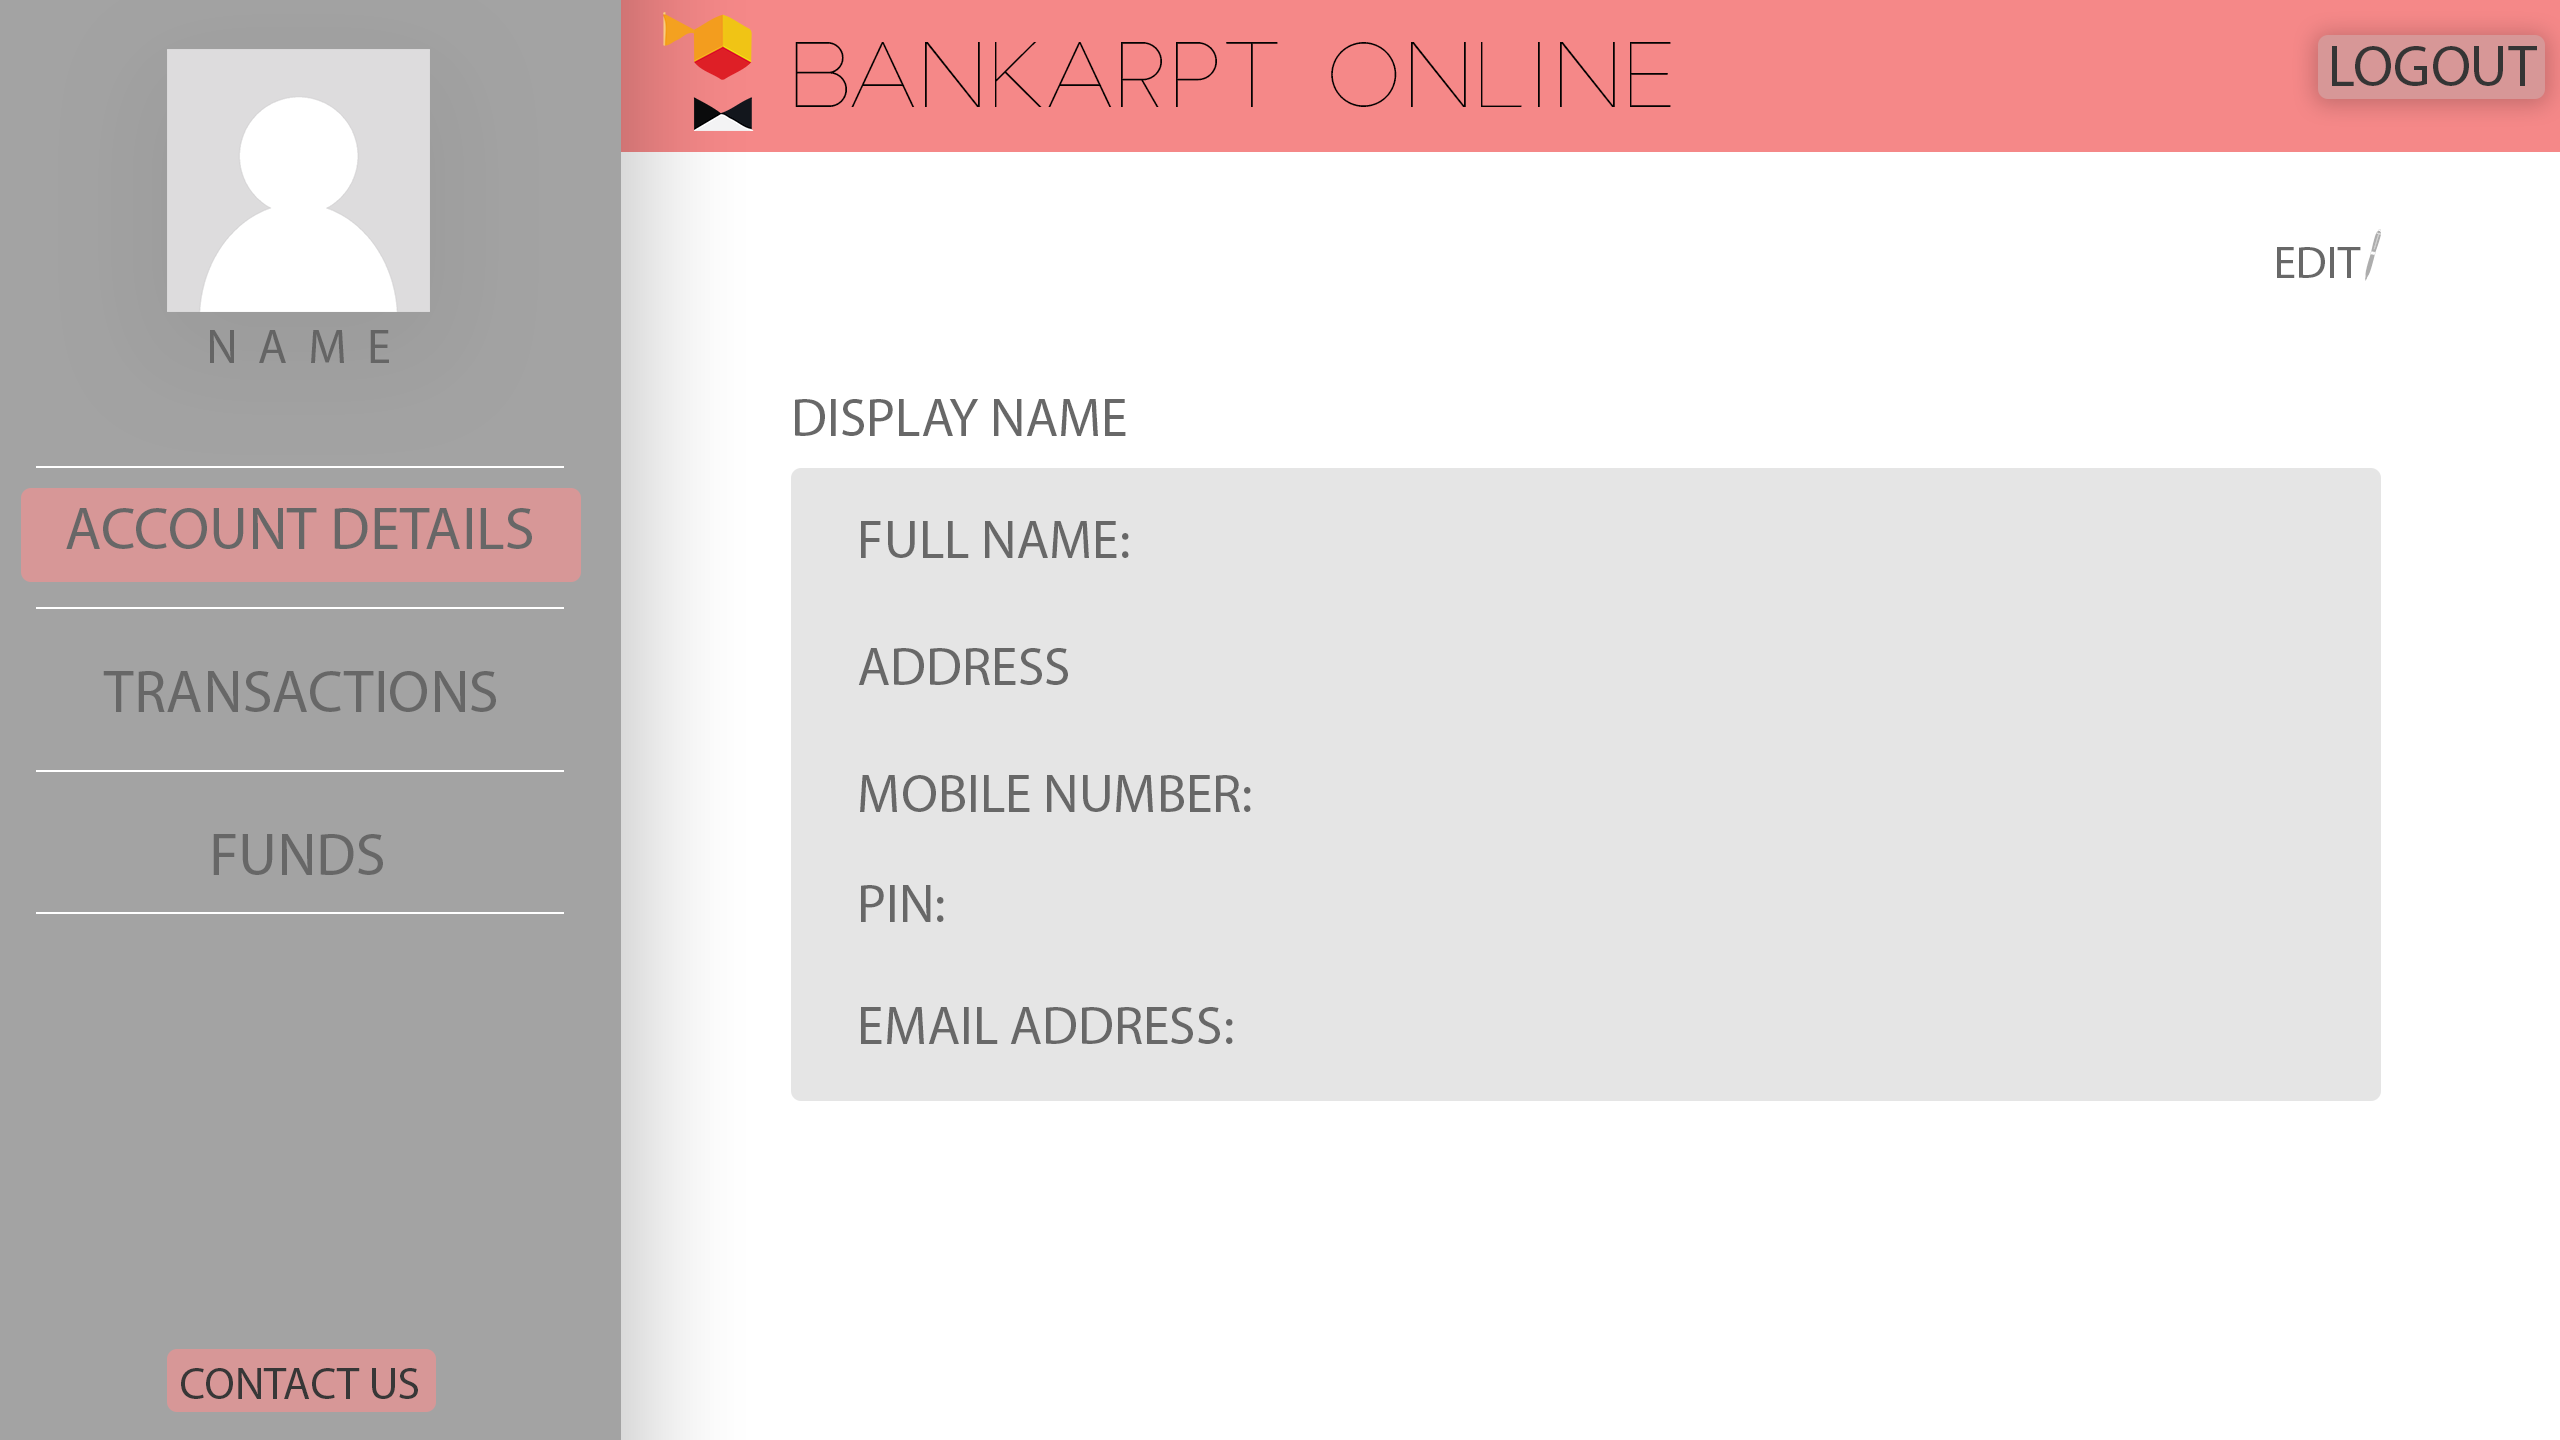 BANKARPT ONLINE
LOGOUT
NAME
ACCOUNT DETAILS
TRANSACTIONS
FUNDS
CONTACT US
EDIT
DISPLAY NAME
FULL NAME:
ADDRESS
MOBILE NUMBER:
PIN:
EMAIL ADDRESS: